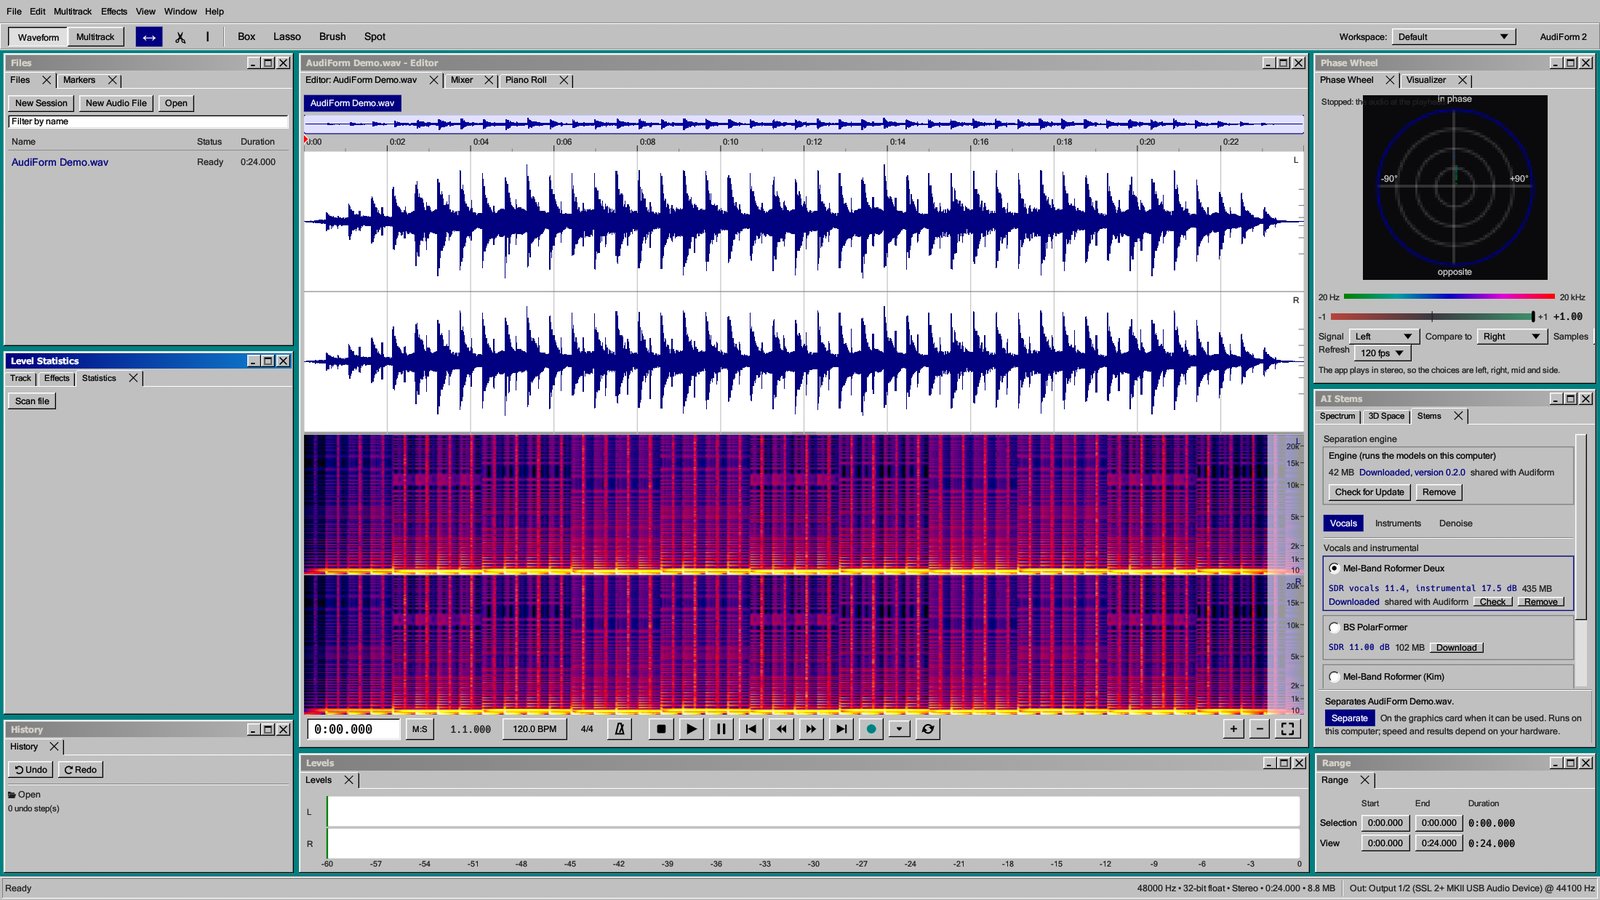 File Edit Multitrack Effects View Window Help
Waveform Multitrack Box Lasso Brush Spot Workspace: Default AudiForm 2
Files
Files Markers
New Session New Audio File Open
Filter by name
Name Status Duration
AudiForm Demo.wav Ready 0:24.000
Level Statistics
Track Effects Statistics
Scan file
History
History
Undo Redo
Open
0 undo step(s)
AudiForm Demo.wav - Editor
Editor: AudiForm Demo.wav Mixer Piano Roll
AudiForm Demo.wav
0:00 0:02 0:04 0:06 0:08 0:10 0:12 0:14 0:16 0:18 0:20 0:22
L
R
L
20k
15k
10k
5k
2k
1k
10
R
20k
15k
10k
5k
2k
1k
10
0:00.000 M:S 1.1.000 120.0 BPM 4/4
Levels
Levels
L
R
-60 -57 -54 -51 -48 -45 -42 -39 -36 -33 -30 -27 -24 -21 -18 -15 -12 -9 -6 -3 0
Phase Wheel
Phase Wheel Visualizer
Stopped: the audio at the playhead
in phase
-90° +90°
opposite
20 Hz 20 kHz
-1 +1 +1.00
Signal Left Compare to Right Samples
Refresh 120 fps
The app plays in stereo, so the choices are left, right, mid and side.
AI Stems
Spectrum 3D Space Stems
Separation engine
Engine (runs the models on this computer)
42 MB Downloaded, version 0.2.0 shared with Audiform
Check for Update Remove
Vocals Instruments Denoise
Vocals and instrumental
Mel-Band Roformer Deux
SDR vocals 11.4, instrumental 17.5 dB 435 MB
Downloaded shared with Audiform Check Remove
BS PolarFormer
SDR 11.00 dB 102 MB Download
Mel-Band Roformer (Kim)
Separates AudiForm Demo.wav.
Separate On the graphics card when it can be used. Runs on
this computer; speed and results depend on your hardware.
Range
Range
Start End Duration
Selection 0:00.000 0:00.000 0:00.000
View 0:00.000 0:24.000 0:24.000
Ready 48000 Hz • 32-bit float • Stereo • 0:24.000 • 8.8 MB Out: Output 1/2 (SSL 2+ MKII USB Audio Device) @ 44100 Hz